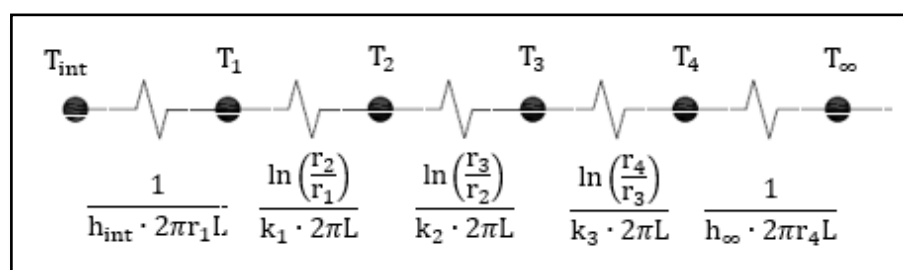 T_int T_1 T_2 T_3 T_4 T_∞
1/(h_int · 2πr_1L) ln(r_2/r_1)/(k_1 · 2πL) ln(r_3/r_2)/(k_2 · 2πL) ln(r_4/r_3)/(k_3 · 2πL) 1/(h_∞ · 2πr_4L)